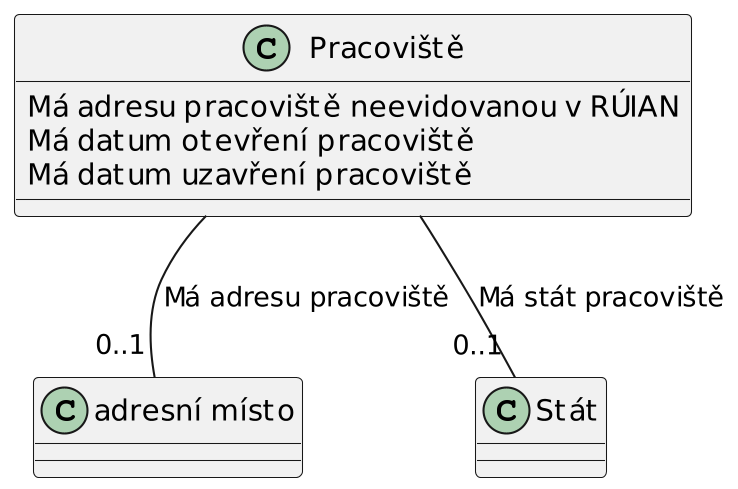 C Pracoviště
Má adresu pracoviště neevidovanou v RÚIAN
Má datum otevření pracoviště
Má datum uzavření pracoviště
Má adresu pracoviště
Má stát pracoviště
0..1
0..1
C adresní místo
C Stát